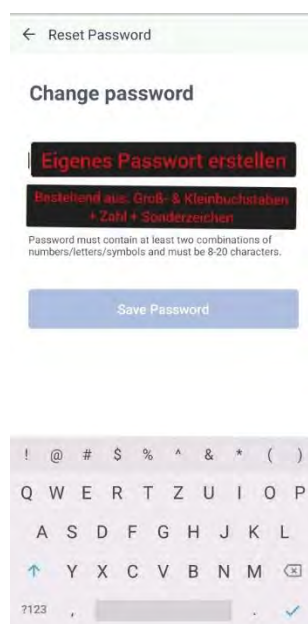 ← Reset Password
Change password
Eigenes Passwort erstellen
Bestehend aus: Groß- & Kleinbuchstaben
+ Zahl + Sonderzeichen
Password must contain at least two combinations of
numbers/letters/symbols and must be 8-20 characters.
Save Password
! @ # $ % ^ & * ( )
Q W E R T Z U I O P
A S D F G H J K L
Y X C V B N M
?123 , .